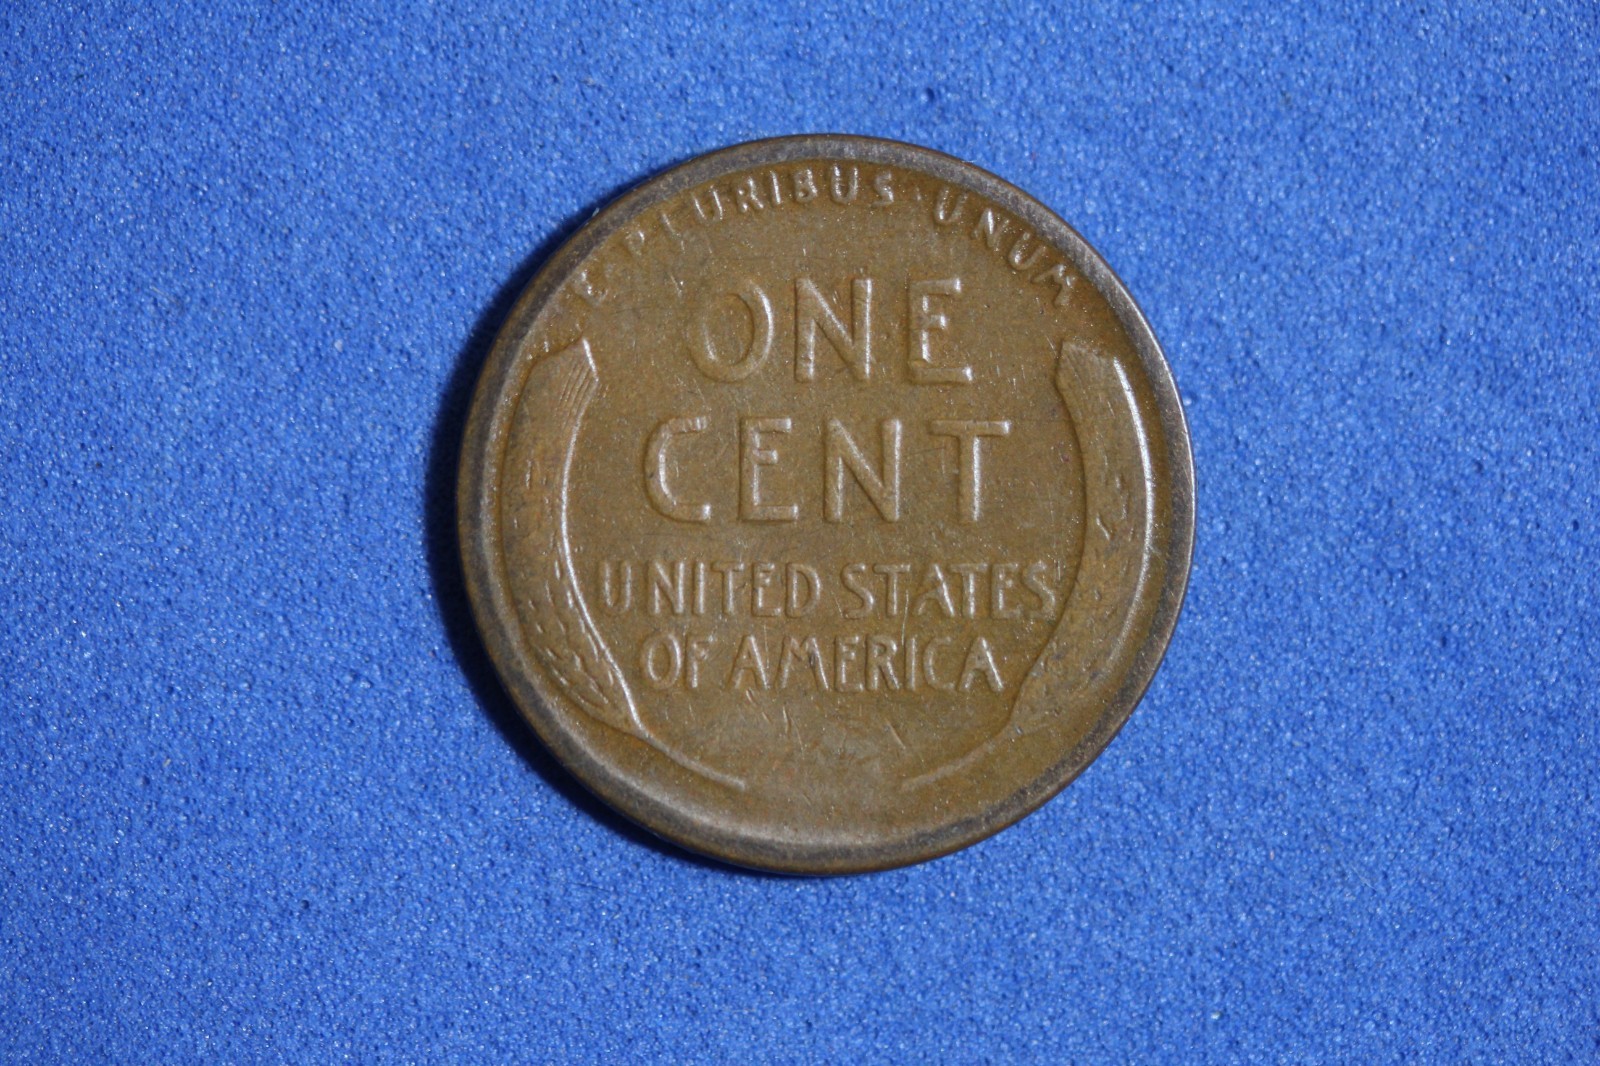 E·PLURIBUS·UNUM
ONE
CENT
UNITED STATES
OF AMERICA